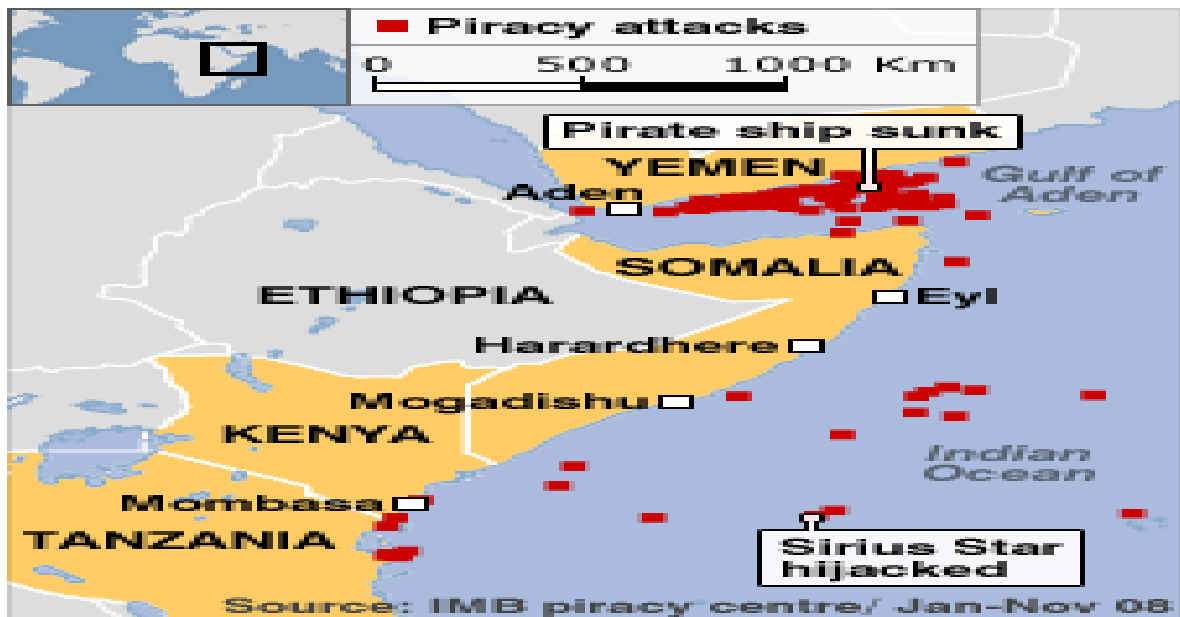 Piracy attacks
0 500 1000 Km
Pirate ship sunk
YEMEN
Gulf of
Aden
Aden
SOMALIA
ETHIOPIA
Eyl
Harardhere
Mogadishu
KENYA
Indian
Ocean
Mombasa
TANZANIA
Sirius Star
hijacked
Source: IMB piracy centre/ Jan-Nov 08